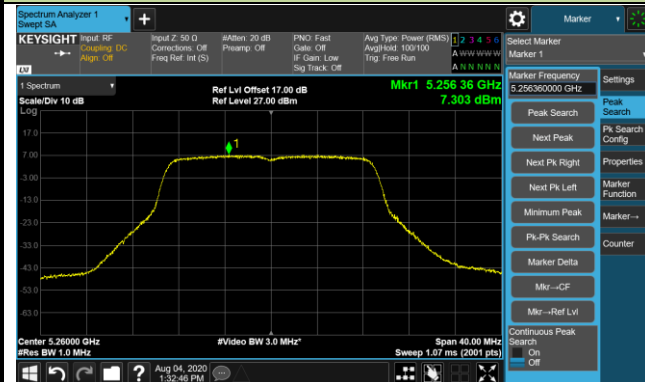 Spectrum Analyzer 1
Swept SA
+
Marker
KEYSIGHT
Input: RF
Coupling: DC
Align: Off
Input Z: 50 Ω
Corrections: Off
Freq Ref: Int (S)
#Atten: 20 dB
Preamp: Off
PNO: Fast
Gate: Off
IF Gain: Low
Sig Track: Off
Avg Type: Power (RMS)
Avg|Hold: 100/100
Trig: Free Run
1 2 3 4 5 6
A W W W W W
A N N N N N
LXI
Select Marker
Marker 1
1 Spectrum
Scale/Div 10 dB
Log
Ref Lvl Offset 17.00 dB
Ref Level 27.00 dBm
Mkr1 5.256 36 GHz
7.303 dBm
17.0
7.00
-3.00
-13.0
-23.0
-33.0
-43.0
-53.0
-63.0
1
Center 5.26000 GHz
#Res BW 1.0 MHz
#Video BW 3.0 MHz*
Span 40.00 MHz
Sweep 1.07 ms (2001 pts)
Marker Frequency
5.256360000 GHz
Peak Search
Next Peak
Next Pk Right
Next Pk Left
Minimum Peak
Pk-Pk Search
Marker Delta
Mkr→CF
Mkr→Ref Lvl
Continuous Peak
Search
On
Off
Settings
Peak
Search
Pk Search
Config
Properties
Marker
Function
Marker→
Counter
?
Aug 04, 2020
1:32:46 PM